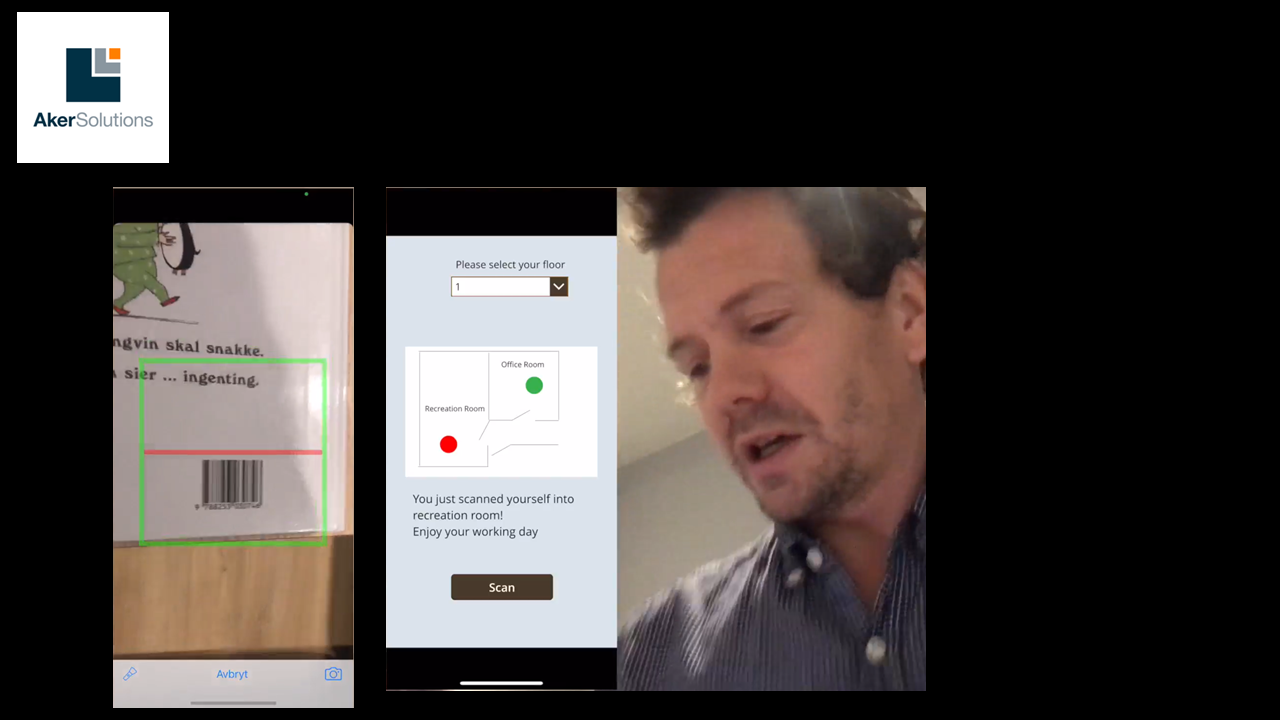 AkerSolutions
ngvin skal snakke.
sier ... ingenting.
Avbryt
Please select your floor
1
Office Room
Recreation Room
You just scanned yourself into
recreation room!
Enjoy your working day
Scan